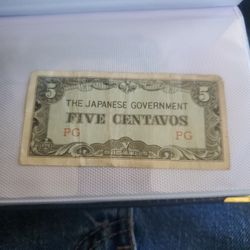 5 5
THE JAPANESE GOVERNMENT
FIVE CENTAVOS
PG PG